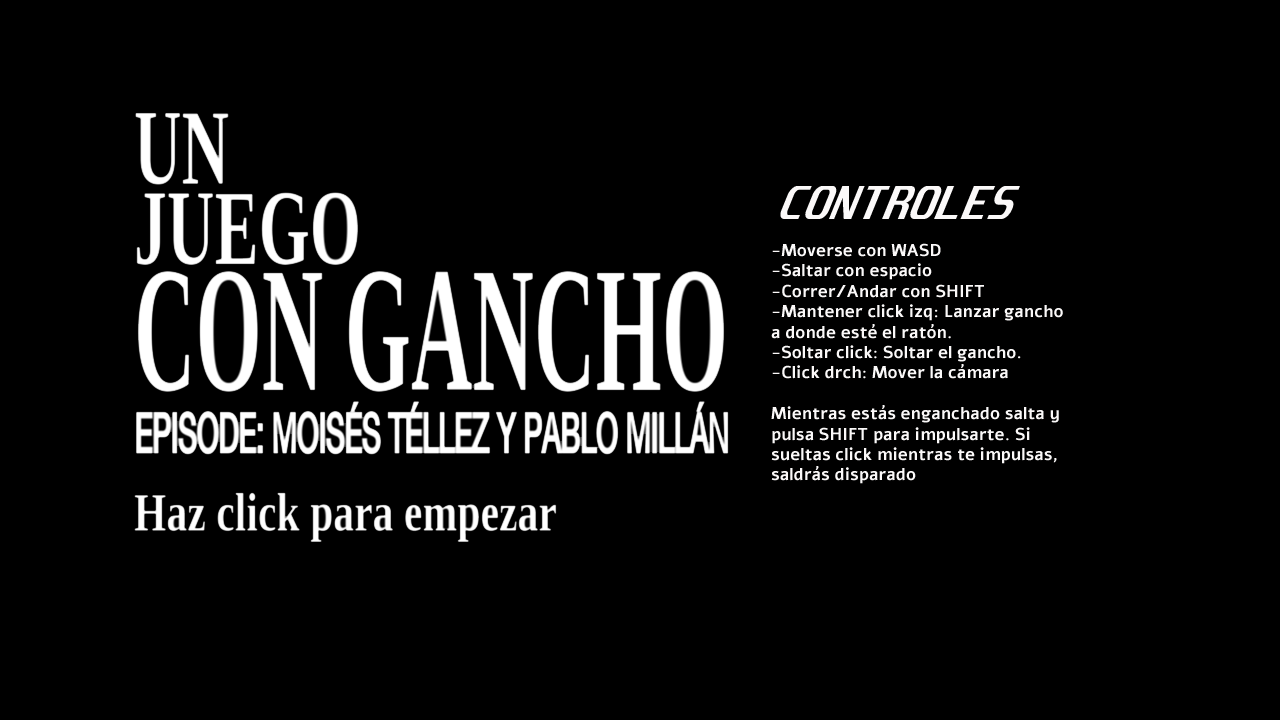 UN
JUEGO
CON GANCHO
EPISODE: MOISÉS TÉLLEZ Y PABLO MILLÁN
Haz click para empezar
CONTROLES
-Moverse con WASD
-Saltar con espacio
-Correr/Andar con SHIFT
-Mantener click izq: Lanzar gancho
a donde esté el ratón.
-Soltar click: Soltar el gancho.
-Click drch: Mover la cámara
Mientras estás enganchado salta y
pulsa SHIFT para impulsarte. Si
sueltas click mientras te impulsas,
saldrás disparado